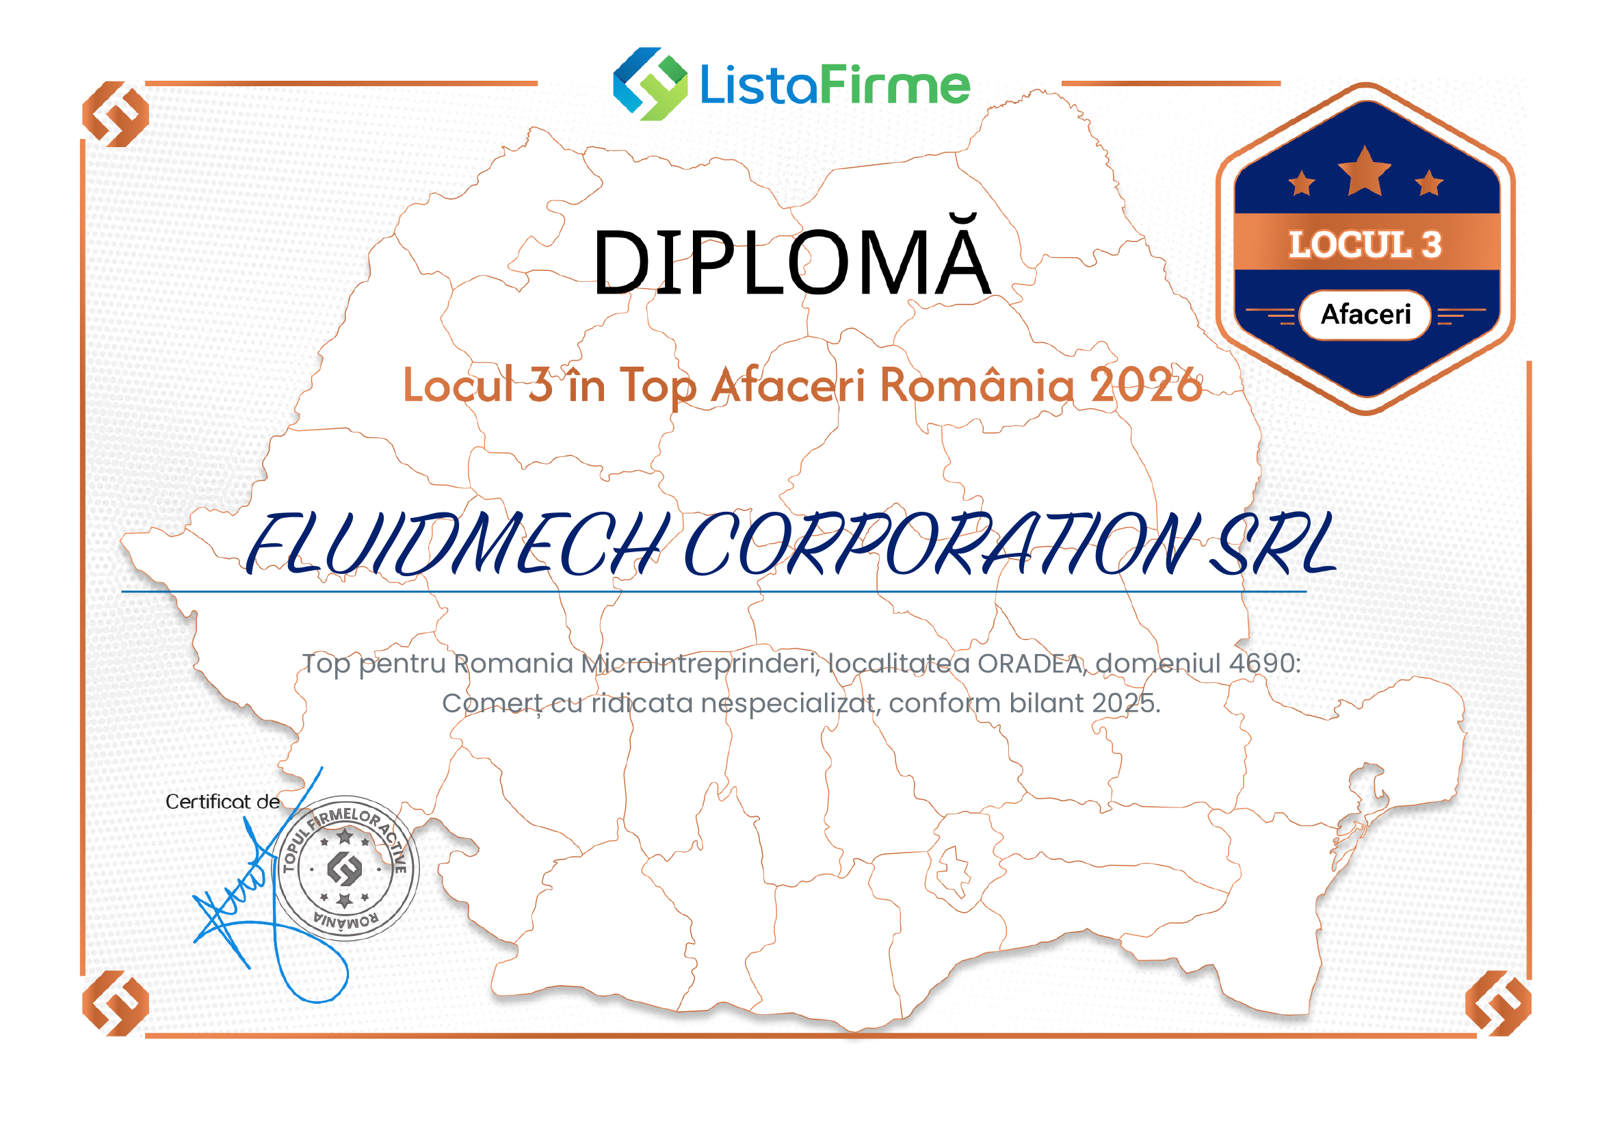 ListaFirme
LOCUL 3
Afaceri
DIPLOMĂ
Locul 3 în Top Afaceri România 2026
FLUIDMECH CORPORATION SRL
Top pentru Romania Microintreprinderi, localitatea ORADEA, domeniul 4690:
Comerț cu ridicata nespecializat, conform bilant 2025.
Certificat de
TOPUL FIRMELOR ACTIVE
ROMÂNIA